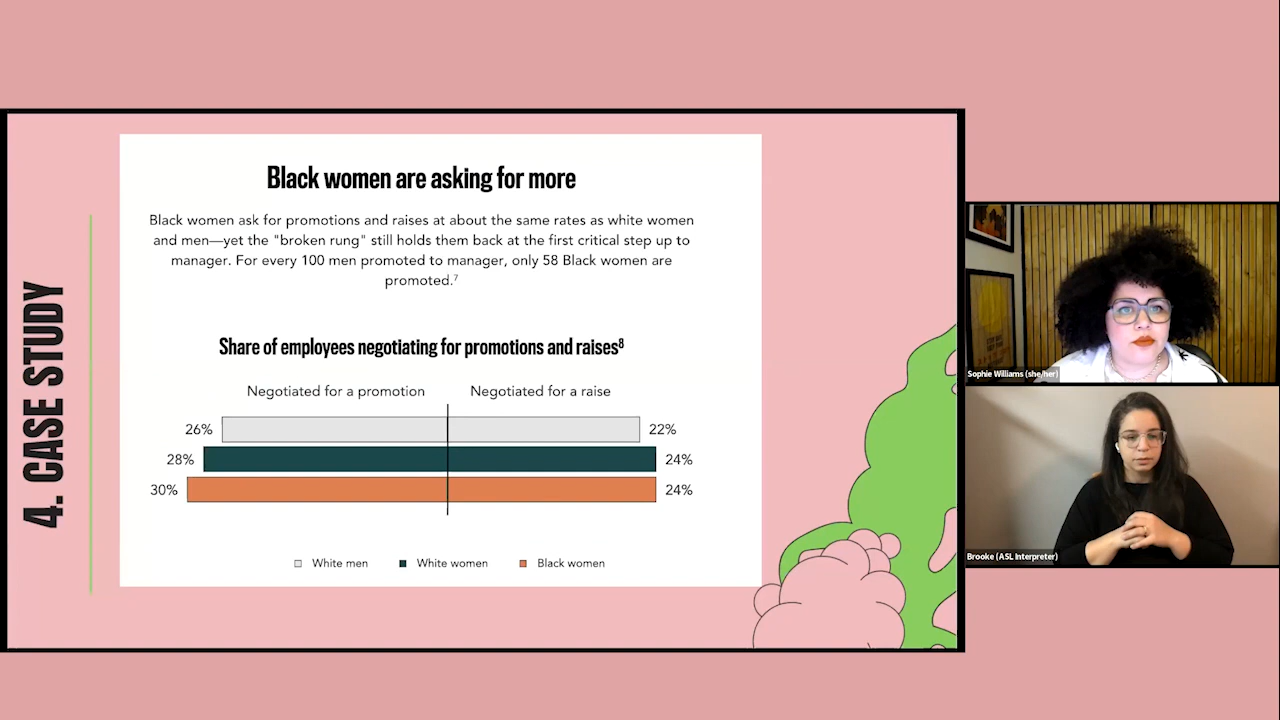 4. CASE STUDY
Black women are asking for more
Black women ask for promotions and raises at about the same rates as white women
and men—yet the "broken rung" still holds them back at the first critical step up to
manager. For every 100 men promoted to manager, only 58 Black women are
promoted.⁷
Share of employees negotiating for promotions and raises⁸
Negotiated for a promotion Negotiated for a raise
26% 22%
28% 24%
30% 24%
White men White women Black women
Sophie Williams (she/her)
Brooke (ASL Interpreter)